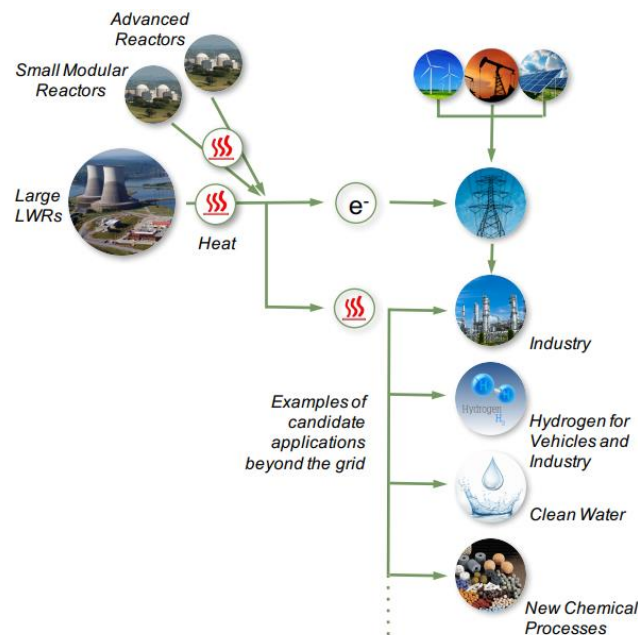 Advanced
Reactors
Small Modular
Reactors
Large
LWRs
Heat
e-
Industry
Examples of
candidate
applications
beyond the grid
H
H
Hydrogen
H₂
Hydrogen for
Vehicles and
Industry
Clean Water
New Chemical
Processes